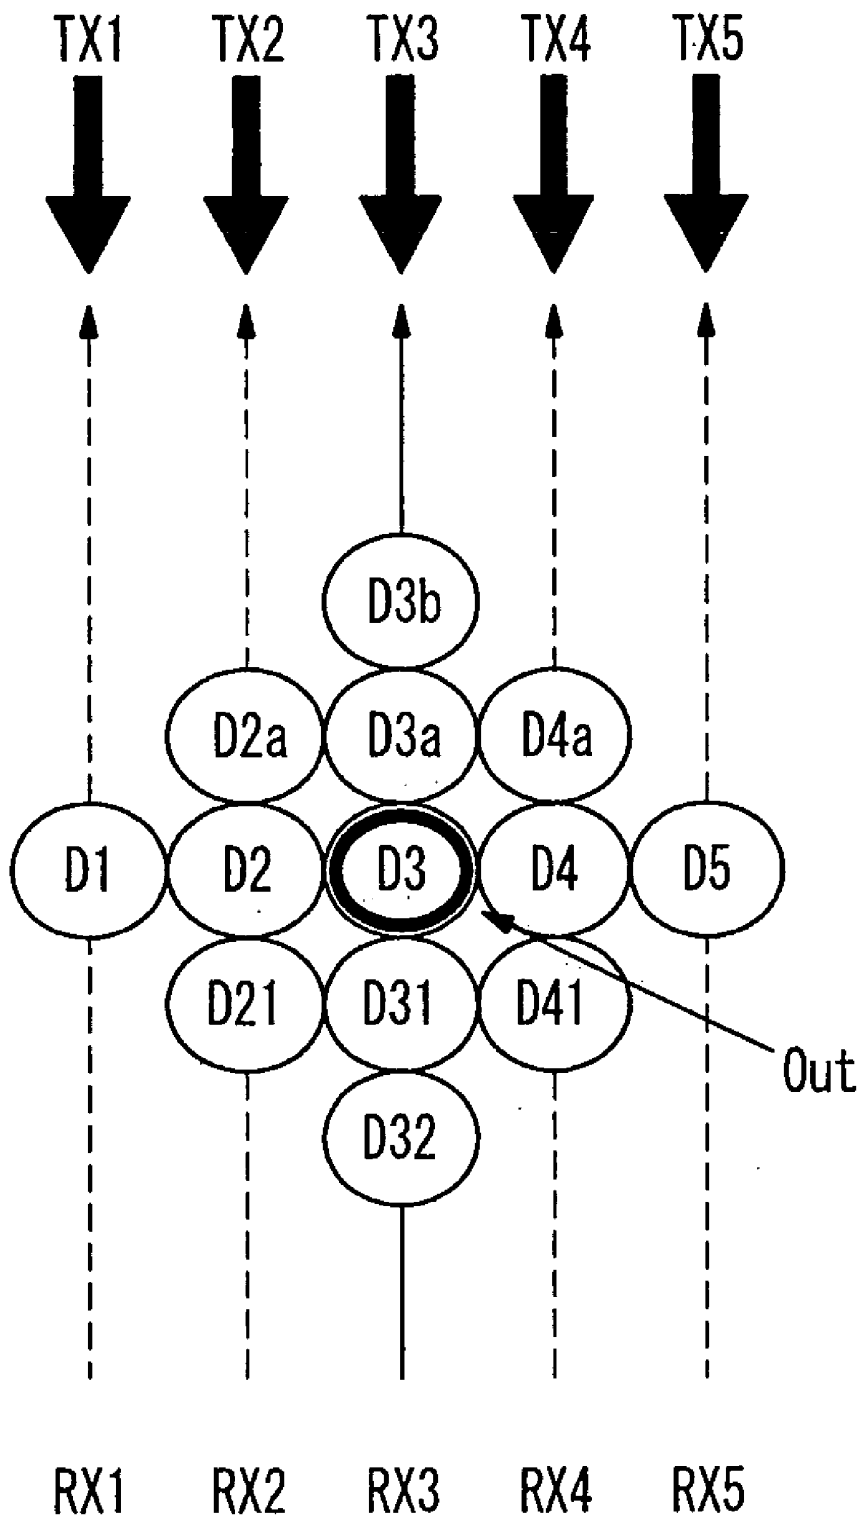 TX1 TX2 TX3 TX4 TX5
D3b
D2a D3a D4a
D1 D2 D3 D4 D5
D21 D31 D41
Out
D32
RX1 RX2 RX3 RX4 RX5